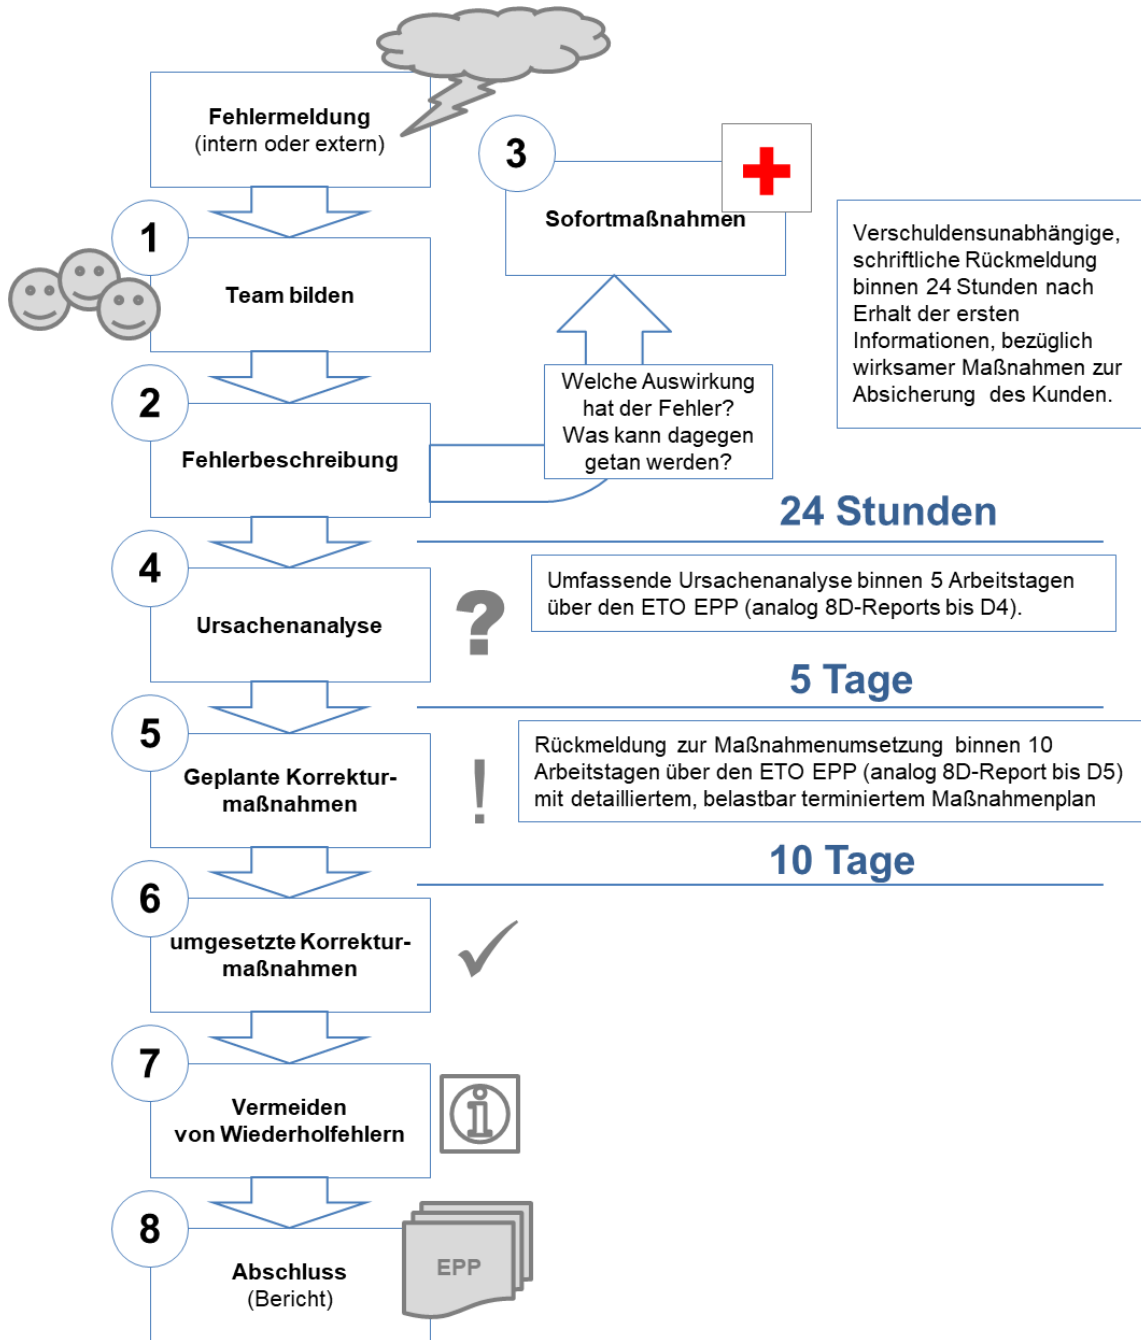 Fehlermeldung
(intern oder extern)
3
Sofortmaßnahmen
1
Team bilden
Verschuldensunabhängige,
schriftliche Rückmeldung
binnen 24 Stunden nach
Erhalt der ersten
Informationen, bezüglich
wirksamer Maßnahmen zur
Absicherung des Kunden.
2
Fehlerbeschreibung
Welche Auswirkung
hat der Fehler?
Was kann dagegen
getan werden?
24 Stunden
4
Ursachenanalyse
?
Umfassende Ursachenanalyse binnen 5 Arbeitstagen
über den ETO EPP (analog 8D-Reports bis D4).
5 Tage
5
Geplante Korrektur-
maßnahmen
!
Rückmeldung zur Maßnahmenumsetzung binnen 10
Arbeitstagen über den ETO EPP (analog 8D-Report bis D5)
mit detailliertem, belastbar terminiertem Maßnahmenplan
10 Tage
6
umgesetzte Korrektur-
maßnahmen
7
Vermeiden
von Wiederholfehlern
i
8
Abschluss
(Bericht)
EPP